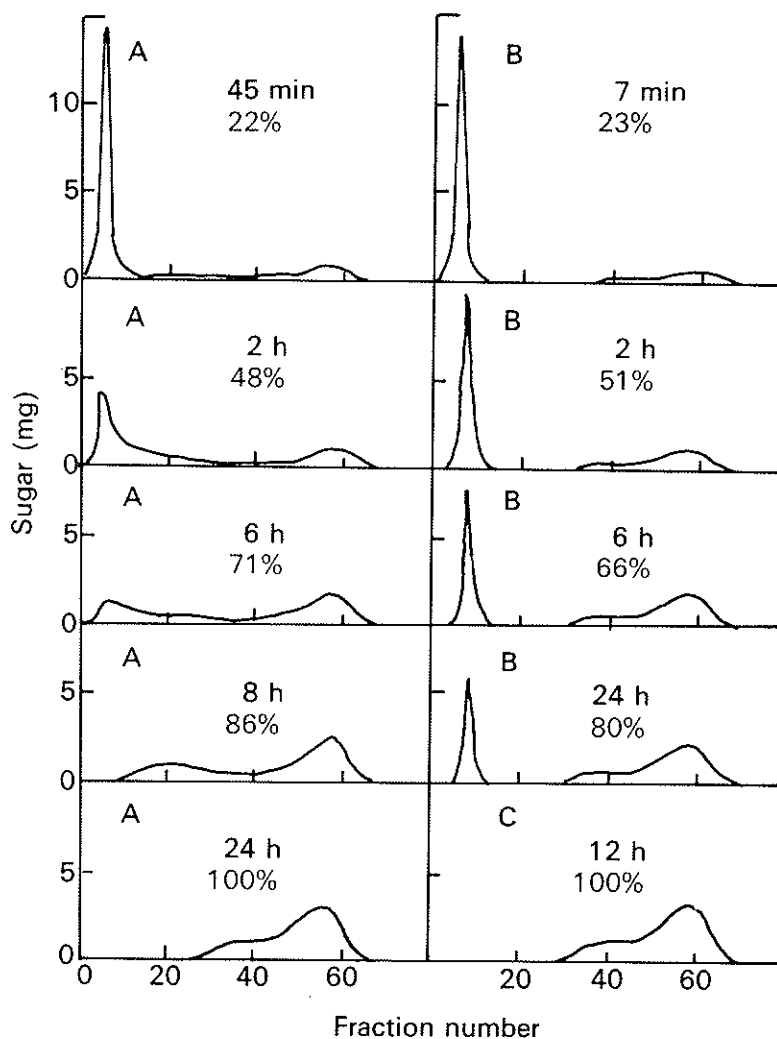 A
45 min
22%
10
5
0
B
7 min
23%
A
2 h
48%
5
0
B
2 h
51%
Sugar (mg)
A
6 h
71%
5
0
B
6 h
66%
A
8 h
86%
5
0
B
24 h
80%
A
24 h
100%
5
0
C
12 h
100%
0 20 40 60 20 40 60
Fraction number